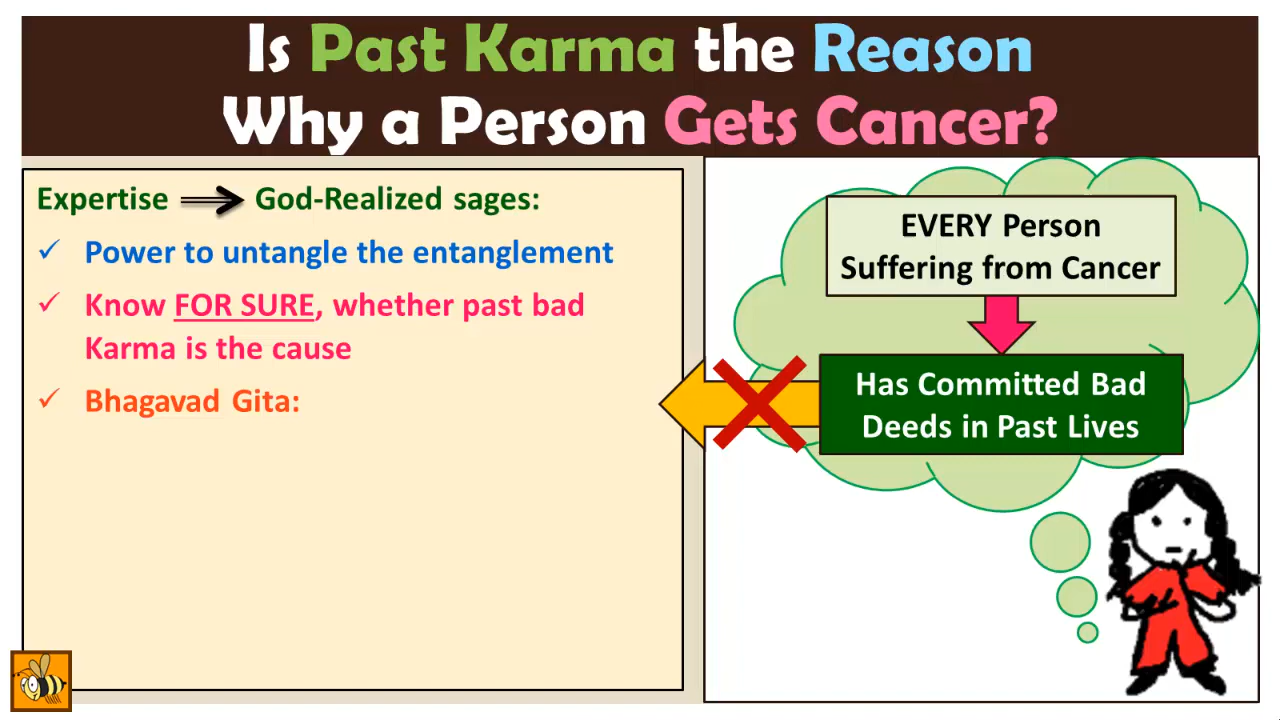 Is Past Karma the Reason
Why a Person Gets Cancer?
Expertise God-Realized sages:
Power to untangle the entanglement
Know FOR SURE, whether past bad
Karma is the cause
Bhagavad Gita:
EVERY Person
Suffering from Cancer
Has Committed Bad
Deeds in Past Lives